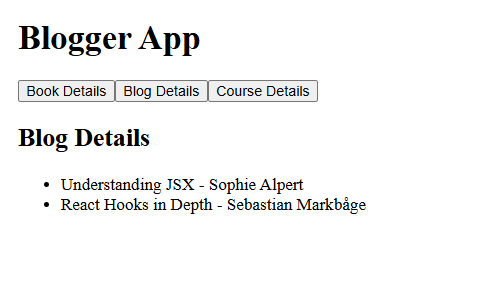 Blogger App
Book Details Blog Details Course Details
Blog Details
Understanding JSX - Sophie Alpert
React Hooks in Depth - Sebastian Markbåge